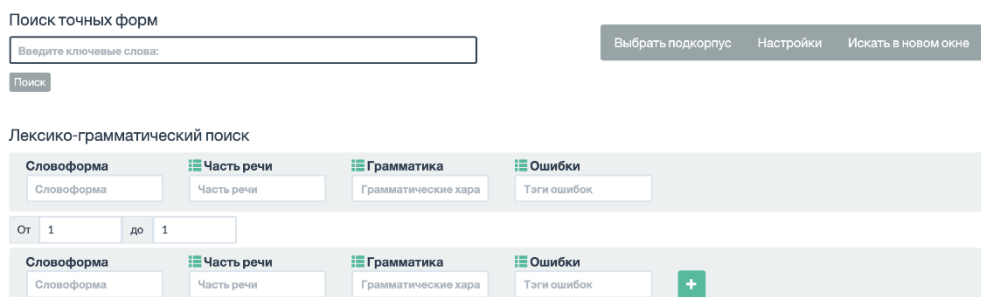 Поиск точных форм
Введите ключевые слова:
Выбрать подкорпус Настройки Искать в новом окне
Поиск
Лексико-грамматический поиск
Словоформа Часть речи Грамматика Ошибки
Словоформа Часть речи Грамматические хара Тэги ошибок
От 1 до 1
Словоформа Часть речи Грамматика Ошибки
Словоформа Часть речи Грамматические хара Тэги ошибок +